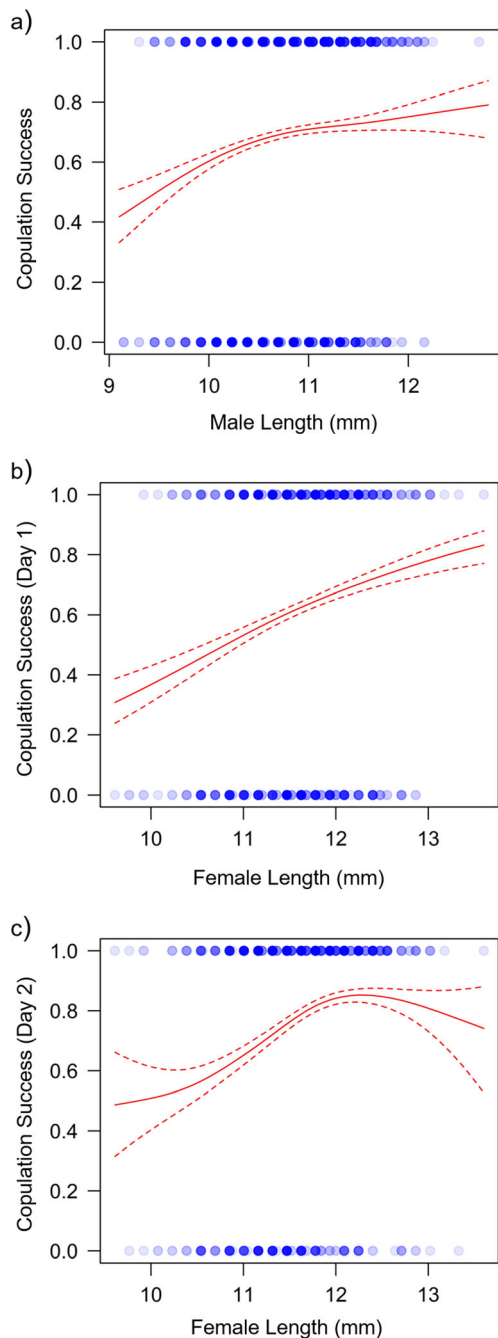 a)
1.0
0.8
0.6
0.4
0.2
0.0
Copulation Success
9 10 11 12
Male Length (mm)
b)
1.0
0.8
0.6
0.4
0.2
0.0
Copulation Success (Day 1)
10 11 12 13
Female Length (mm)
c)
1.0
0.8
0.6
0.4
0.2
0.0
Copulation Success (Day 2)
10 11 12 13
Female Length (mm)